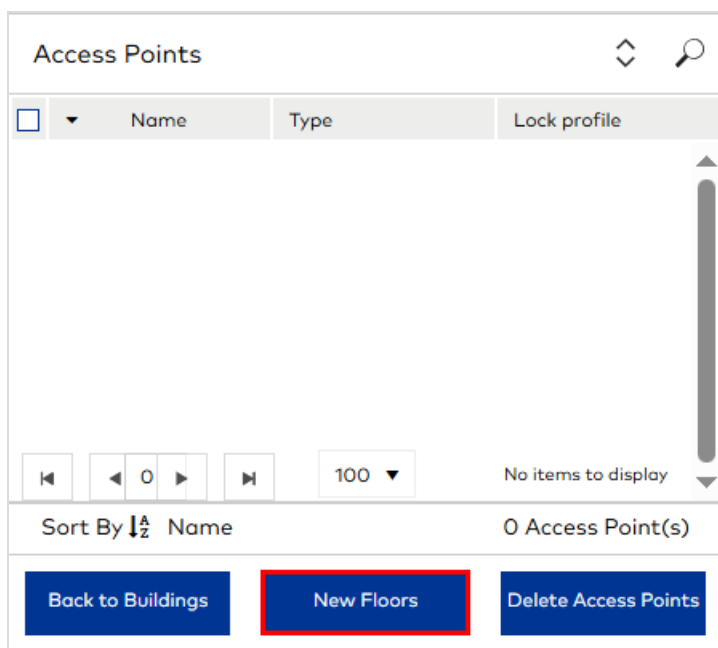 Access Points
Name Type Lock profile
0 100 No items to display
Sort By A Z Name 0 Access Point(s)
Back to Buildings New Floors Delete Access Points